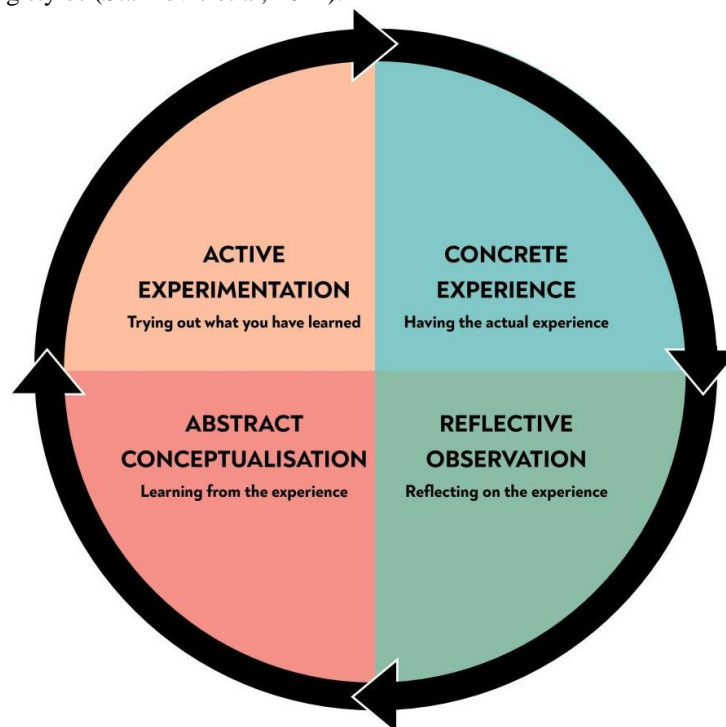 ACTIVE
EXPERIMENTATION
Trying out what you have learned
CONCRETE
EXPERIENCE
Having the actual experience
ABSTRACT
CONCEPTUALISATION
Learning from the experience
REFLECTIVE
OBSERVATION
Reflecting on the experience